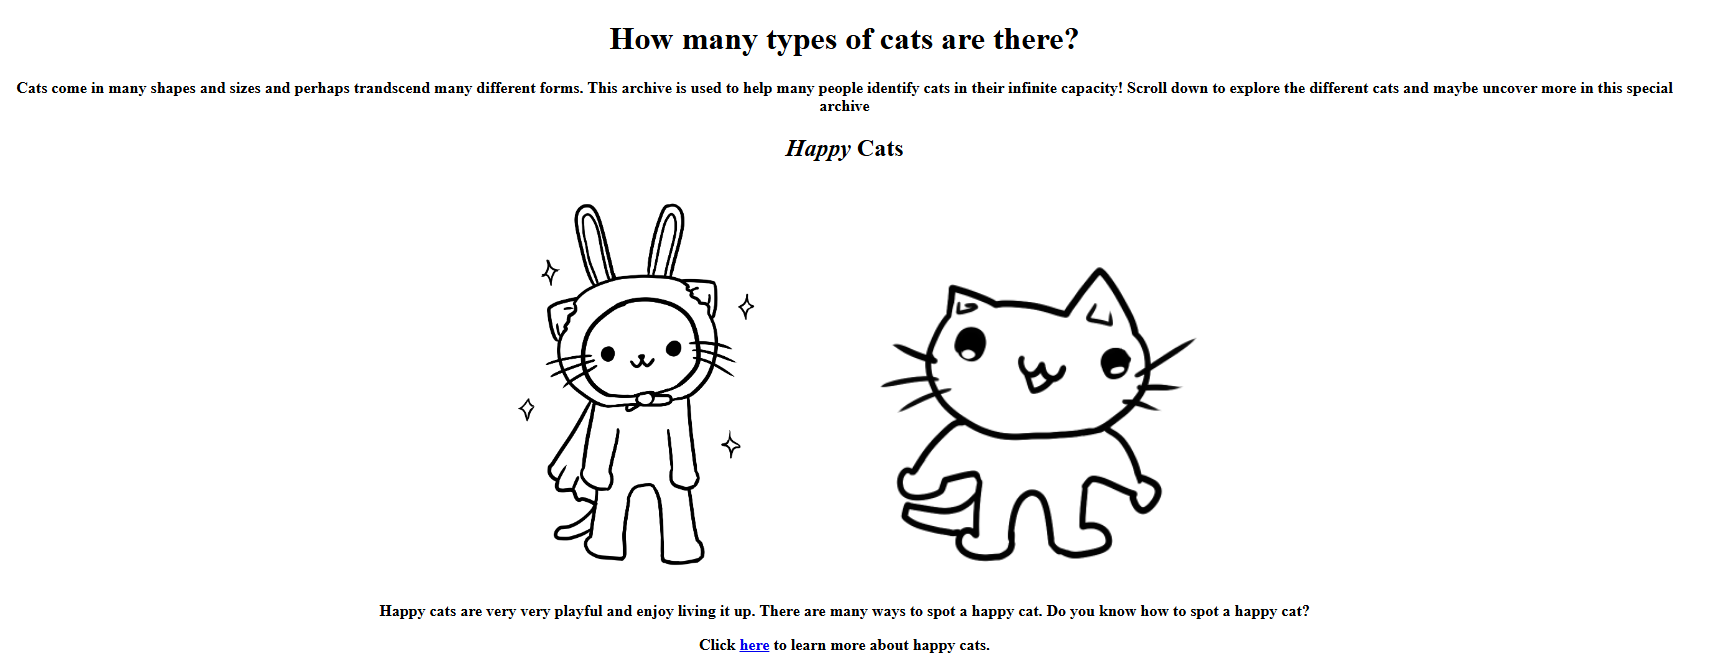 How many types of cats are there?
Cats come in many shapes and sizes and perhaps trandscend many different forms. This archive is used to help many people identify cats in their infinite capacity! Scroll down to explore the different cats and maybe uncover more in this special
archive
Happy Cats
Happy cats are very very playful and enjoy living it up. There are many ways to spot a happy cat. Do you know how to spot a happy cat?
Click here to learn more about happy cats.